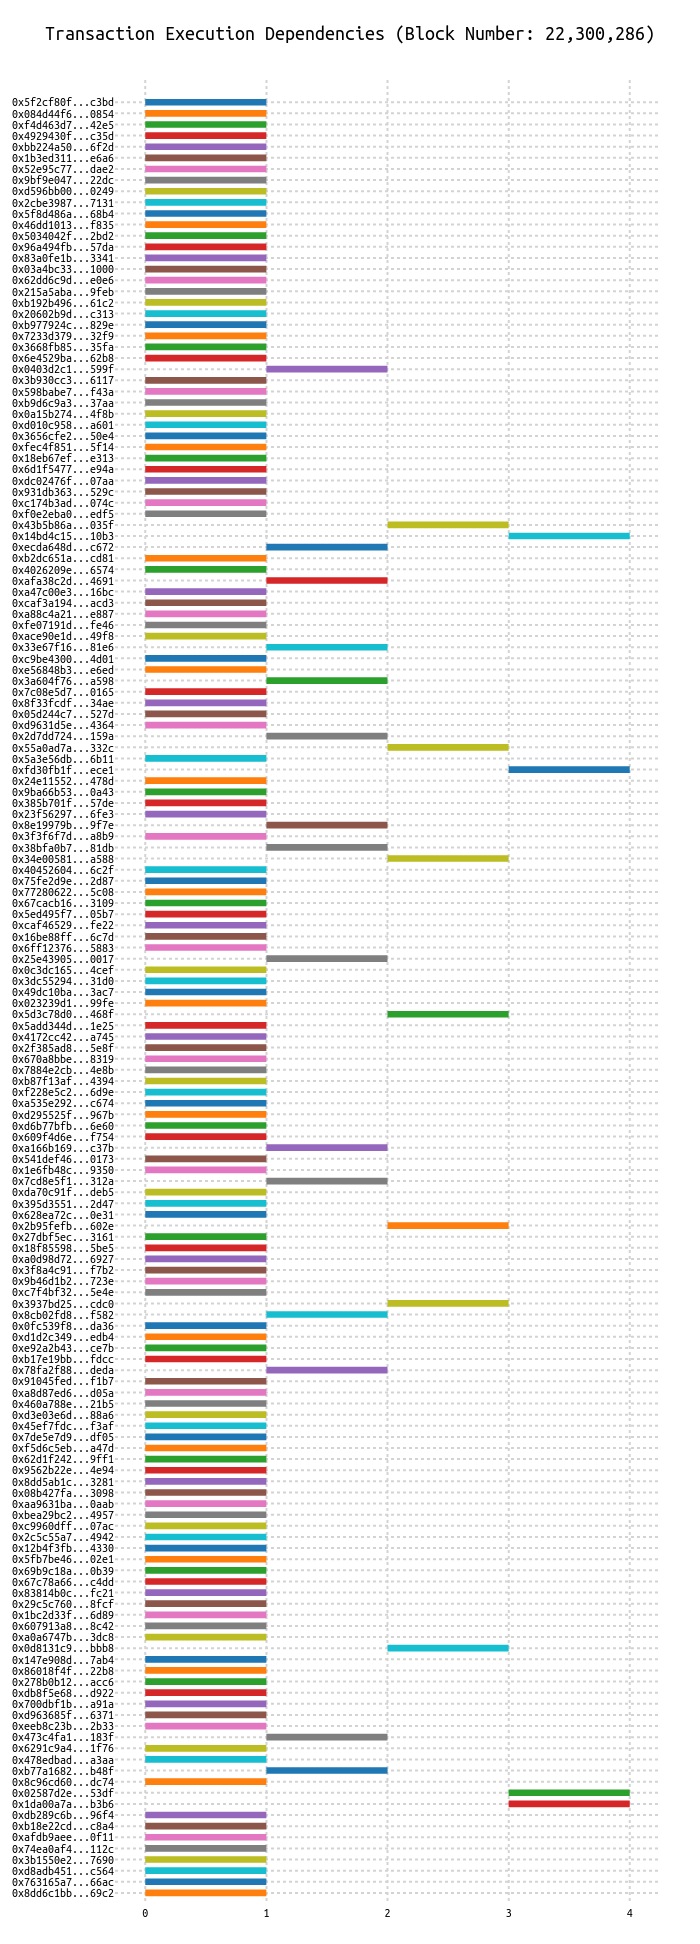 Transaction Execution Dependencies (Block Number: 22,300,286)
0x5f2cf80f...c3bd
0x084d44f6...0854
0xf4d463d7...42e5
0x4929430f...c35d
0xbb224a50...6f2d
0x1b3ed311...e6a6
0x52e95c77...dae2
0x9bf9e047...22dc
0xd596bb00...0249
0x2cbe3987...7131
0x5f8d486a...68b4
0x46dd1013...f835
0x5034042f...2bd2
0x96a494fb...57da
0x83a0fe1b...3341
0x03a4bc33...1000
0x62dd6c9d...e0e6
0x215a5aba...9feb
0xb192b496...61c2
0x20602b9d...c313
0xb977924c...829e
0x7233d379...32f9
0x3668fb85...35fa
0x6e4529ba...62b8
0x0403d2c1...599f
0x3b930cc3...6117
0x598babe7...f43a
0xb9d6c9a3...37aa
0x0a15b274...4f8b
0xd010c958...a601
0x3656cfe2...50e4
0xfec4f851...5f14
0x18eb67ef...e313
0x6d1f5477...e94a
0xdc02476f...07aa
0x931db363...529c
0xc174b3ad...074c
0xf0e2eba0...edf5
0x43b5b86a...035f
0x14bd4c15...10b3
0xecda648d...c672
0xb2dc651a...cd81
0x4026209e...6574
0xafa38c2d...4691
0xa47c00e3...16bc
0xcaf3a194...acd3
0xa88c4a21...e887
0xfe07191d...fe46
0xace90e1d...49f8
0x33e67f16...81e6
0xc9be4300...4d01
0xe56848b3...e6ed
0x3a604f76...a598
0x7c08e5d7...0165
0x8f33fcdf...34ae
0x05d244c7...527d
0xd9631d5e...4364
0x2d7dd724...159a
0x55a0ad7a...332c
0x5a3e56db...6b11
0xfd30fb1f...ece1
0x24e11552...478d
0x9ba66b53...0a43
0x385b701f...57de
0x23f56297...6fe3
0x8e19979b...9f7e
0x3f3f6f7d...a8b9
0x38bfa0b7...81db
0x34e00581...a588
0x40452604...6c2f
0x75fe2d9e...2d87
0x77280622...5c08
0x67cacb16...3109
0x5ed495f7...05b7
0xcaf46529...fe22
0x16be88ff...6c7d
0x6ff12376...5883
0x25e43905...0017
0x0c3dc165...4cef
0x3dc55294...31d0
0x49dc10ba...3ac7
0x023239d1...99fe
0x5d3c78d0...468f
0x5add344d...1e25
0x4172cc42...a745
0x2f385ad8...5e8f
0x670a8bbe...8319
0x7884e2cb...4e8b
0xb87f13af...4394
0xf228e5c2...6d9e
0xa535e292...c674
0xd295525f...967b
0xd6b77bfb...6e60
0x609f4d6e...f754
0xa166b169...c37b
0x541def46...0173
0x1e6fb48c...9350
0x7cd8e5f1...312a
0xda70c91f...deb5
0x395d3551...2d47
0x628ea72c...0e31
0x2b95fefb...602e
0x27dbf5ec...3161
0x18f85598...5be5
0xa0d98d72...6927
0x3f8a4c91...f7b2
0x9b46d1b2...723e
0xc7f4bf32...5e4e
0x3937bd25...cdc0
0x8cb02fd8...f582
0x0fc539f8...da36
0xd1d2c349...edb4
0xe92a2b43...ce7b
0xb17e19bb...fdcc
0x78fa2f88...deda
0x91045fed...f1b7
0xa8d87ed6...d05a
0x460a788e...21b5
0xd3e03e6d...88a6
0x45ef7fdc...f3af
0x7de5e7d9...df05
0xf5d6c5eb...a47d
0x62d1f242...9ff1
0x9562b22e...4e94
0x8dd5ab1c...3281
0x08b427fa...3098
0xaa9631ba...0aab
0xbea29bc2...4957
0xc9960dff...07ac
0x2c5c55a7...4942
0x12b4f3fb...4330
0x5fb7be46...02e1
0x69b9c18a...0b39
0x67c78a66...c4dd
0x83814b0c...fc21
0x29c5c760...8fcf
0x1bc2d33f...6d89
0x607913a8...8c42
0xa0a6747b...3dc8
0x0d8131c9...bbb8
0x147e908d...7ab4
0x86018f4f...22b8
0x278b0b12...acc6
0xdb8f5e68...d922
0x700dbf1b...a91a
0xd963685f...6371
0xeeb8c23b...2b33
0x473c4fa1...183f
0x6291c9a4...1f76
0x478edbad...a3aa
0xb77a1682...b48f
0x8c96cd60...dc74
0x02587d2e...53df
0x1da00a7a...b3b6
0xdb289c6b...96f4
0xb18e22cd...c8a4
0xafdb9aee...0f11
0x74ea0af4...112c
0x3b1550e2...7690
0xd8adb451...c564
0x763165a7...66ac
0x8dd6c1bb...69c2
0 1 2 3 4